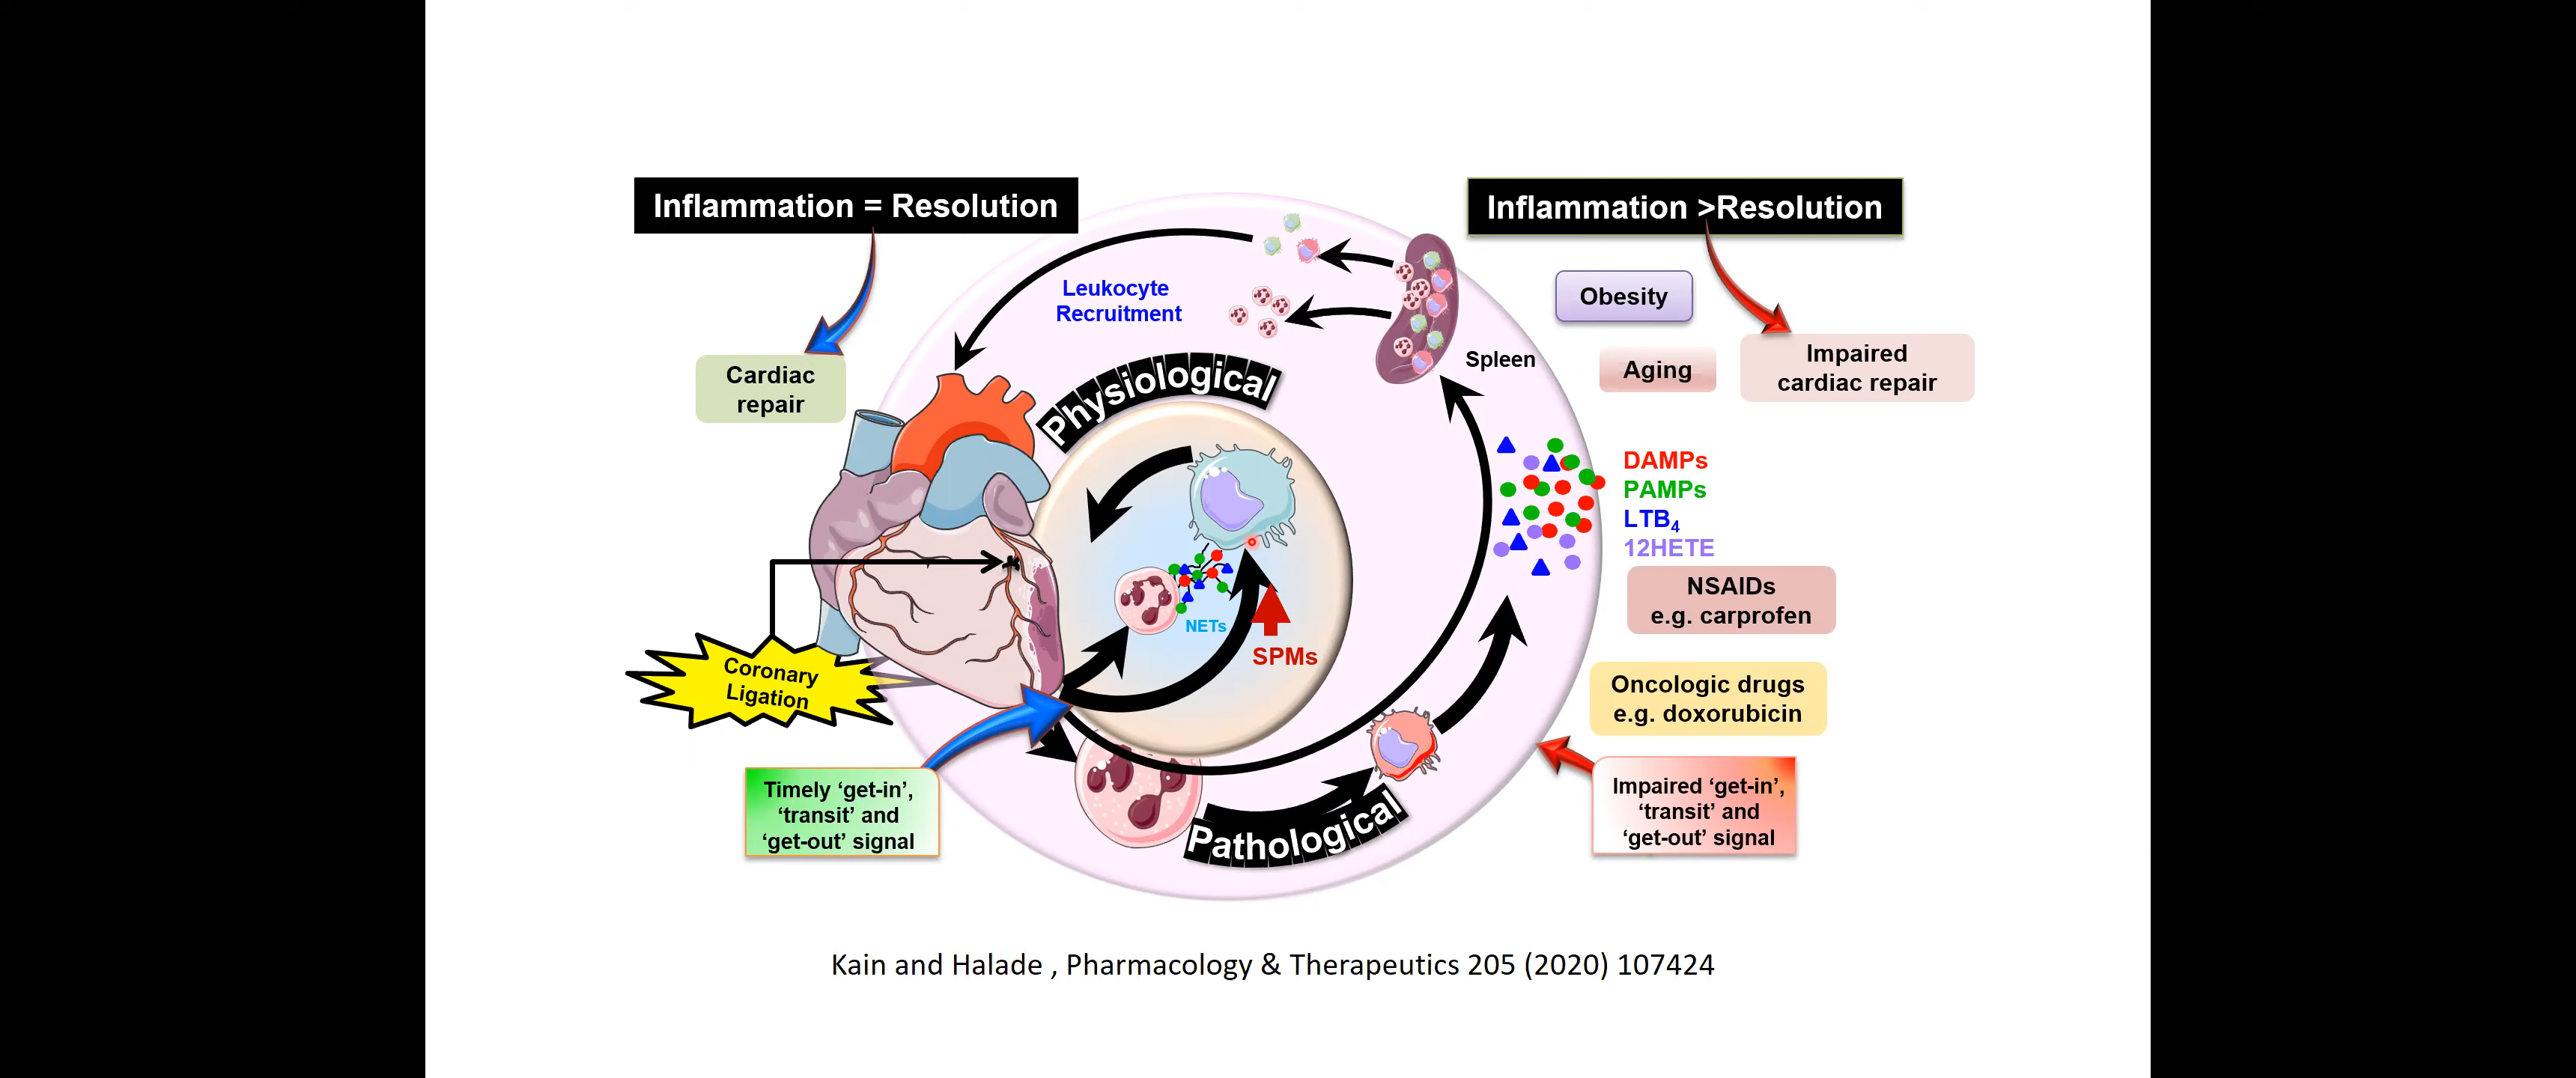 Inflammation = Resolution
Inflammation >Resolution
Leukocyte
Recruitment
Obesity
Cardiac
repair
Physiological
Spleen
Aging
Impaired
cardiac repair
DAMPs
PAMPs
LTB4
12HETE
NSAIDs
e.g. carprofen
NETs
SPMs
Coronary
Ligation
Oncologic drugs
e.g. doxorubicin
Timely ‘get-in’,
‘transit’ and
‘get-out’ signal
Pathological
Impaired ‘get-in’,
‘transit’ and
‘get-out’ signal
Kain and Halade , Pharmacology & Therapeutics 205 (2020) 107424